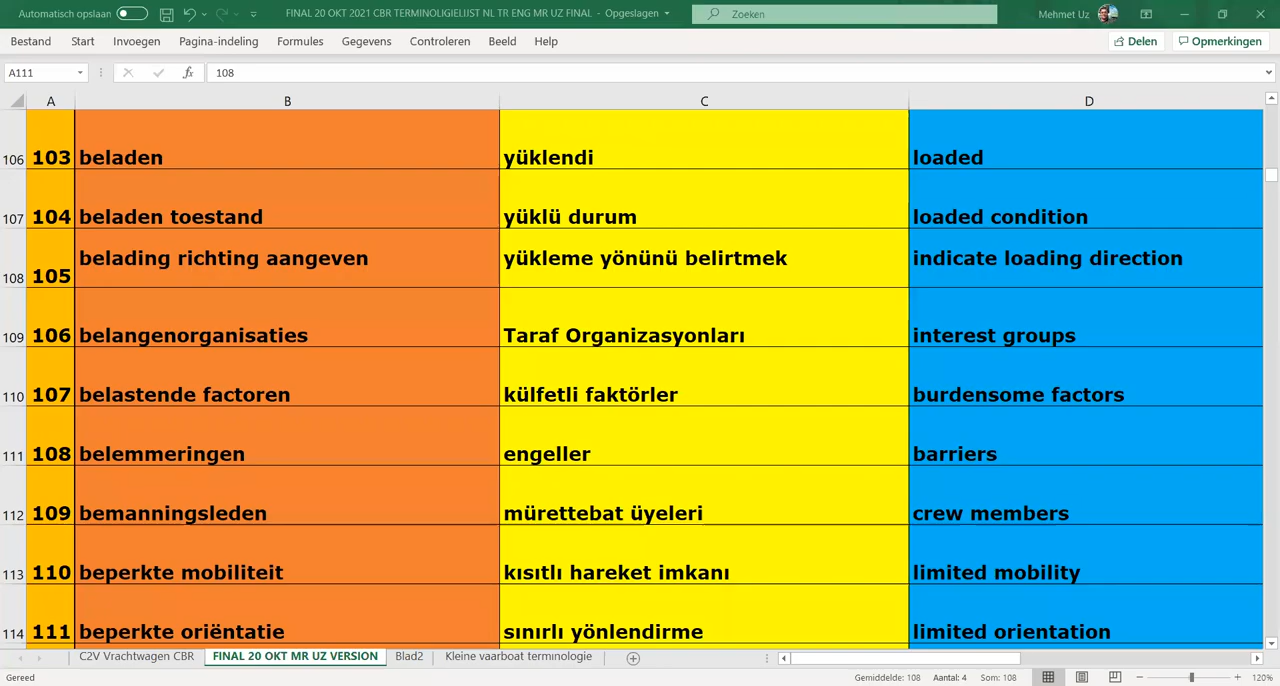 Automatisch opslaan FINAL 20 OKT 2021 CBR TERMINOLIGIELIJST NL TR ENG MR UZ FINAL - Opgeslagen Zoeken Mehmet Uz
Bestand Start Invoegen Pagina-indeling Formules Gegevens Controleren Beeld Help Delen Opmerkingen
A111 fx 108
A B C D
106 103 beladen yüklendi loaded
107 104 beladen toestand yüklü durum loaded condition
108 105 belading richting aangeven yükleme yönünü belirtmek indicate loading direction
109 106 belangenorganisaties Taraf Organizasyonları interest groups
110 107 belastende factoren külfetli faktörler burdensome factors
111 108 belemmeringen engeller barriers
112 109 bemanningsleden mürettebat üyeleri crew members
113 110 beperkte mobiliteit kısıtlı hareket imkanı limited mobility
114 111 beperkte oriëntatie sınırlı yönlendirme limited orientation
C2V Vrachtwagen CBR FINAL 20 OKT MR UZ VERSION Blad2 Kleine vaarboat terminologie
Gereed Gemiddelde: 108 Aantal: 4 Som: 108 120%